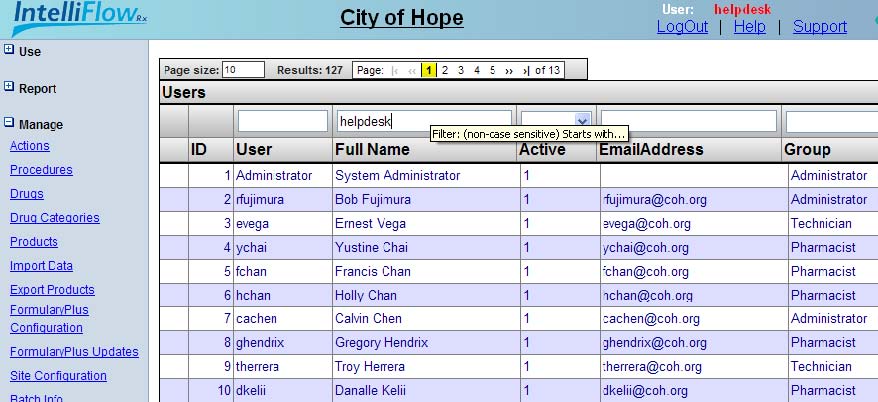 IntelliFlow Rx
City of Hope
User: helpdesk
LogOut | Help | Support
Use
Report
Manage
Actions
Procedures
Drugs
Drug Categories
Products
Import Data
Export Products
FormularyPlus
Configuration
FormularyPlus Updates
Site Configuration
Batch Info
Page size: 10 Results: 127 Page: |‹ ‹‹ 1 2 3 4 5 ›› ›| of 13
Users
helpdesk
Filter: (non-case sensitive) Starts with...
ID User Full Name Active EmailAddress Group
1 Administrator System Administrator 1 Administrator
2 rfujimura Bob Fujimura 1 rfujimura@coh.org Administrator
3 evega Ernest Vega 1 evega@coh.org Technician
4 ychai Yustine Chai 1 ychai@coh.org Pharmacist
5 fchan Francis Chan 1 fchan@coh.org Pharmacist
6 hchan Holly Chan 1 hchan@coh.org Pharmacist
7 cachen Calvin Chen 1 cachen@coh.org Administrator
8 ghendrix Gregory Hendrix 1 ghendrix@coh.org Pharmacist
9 therrera Troy Herrera 1 therrera@coh.org Technician
10 dkelii Danalle Kelii 1 dkelii@coh.org Pharmacist